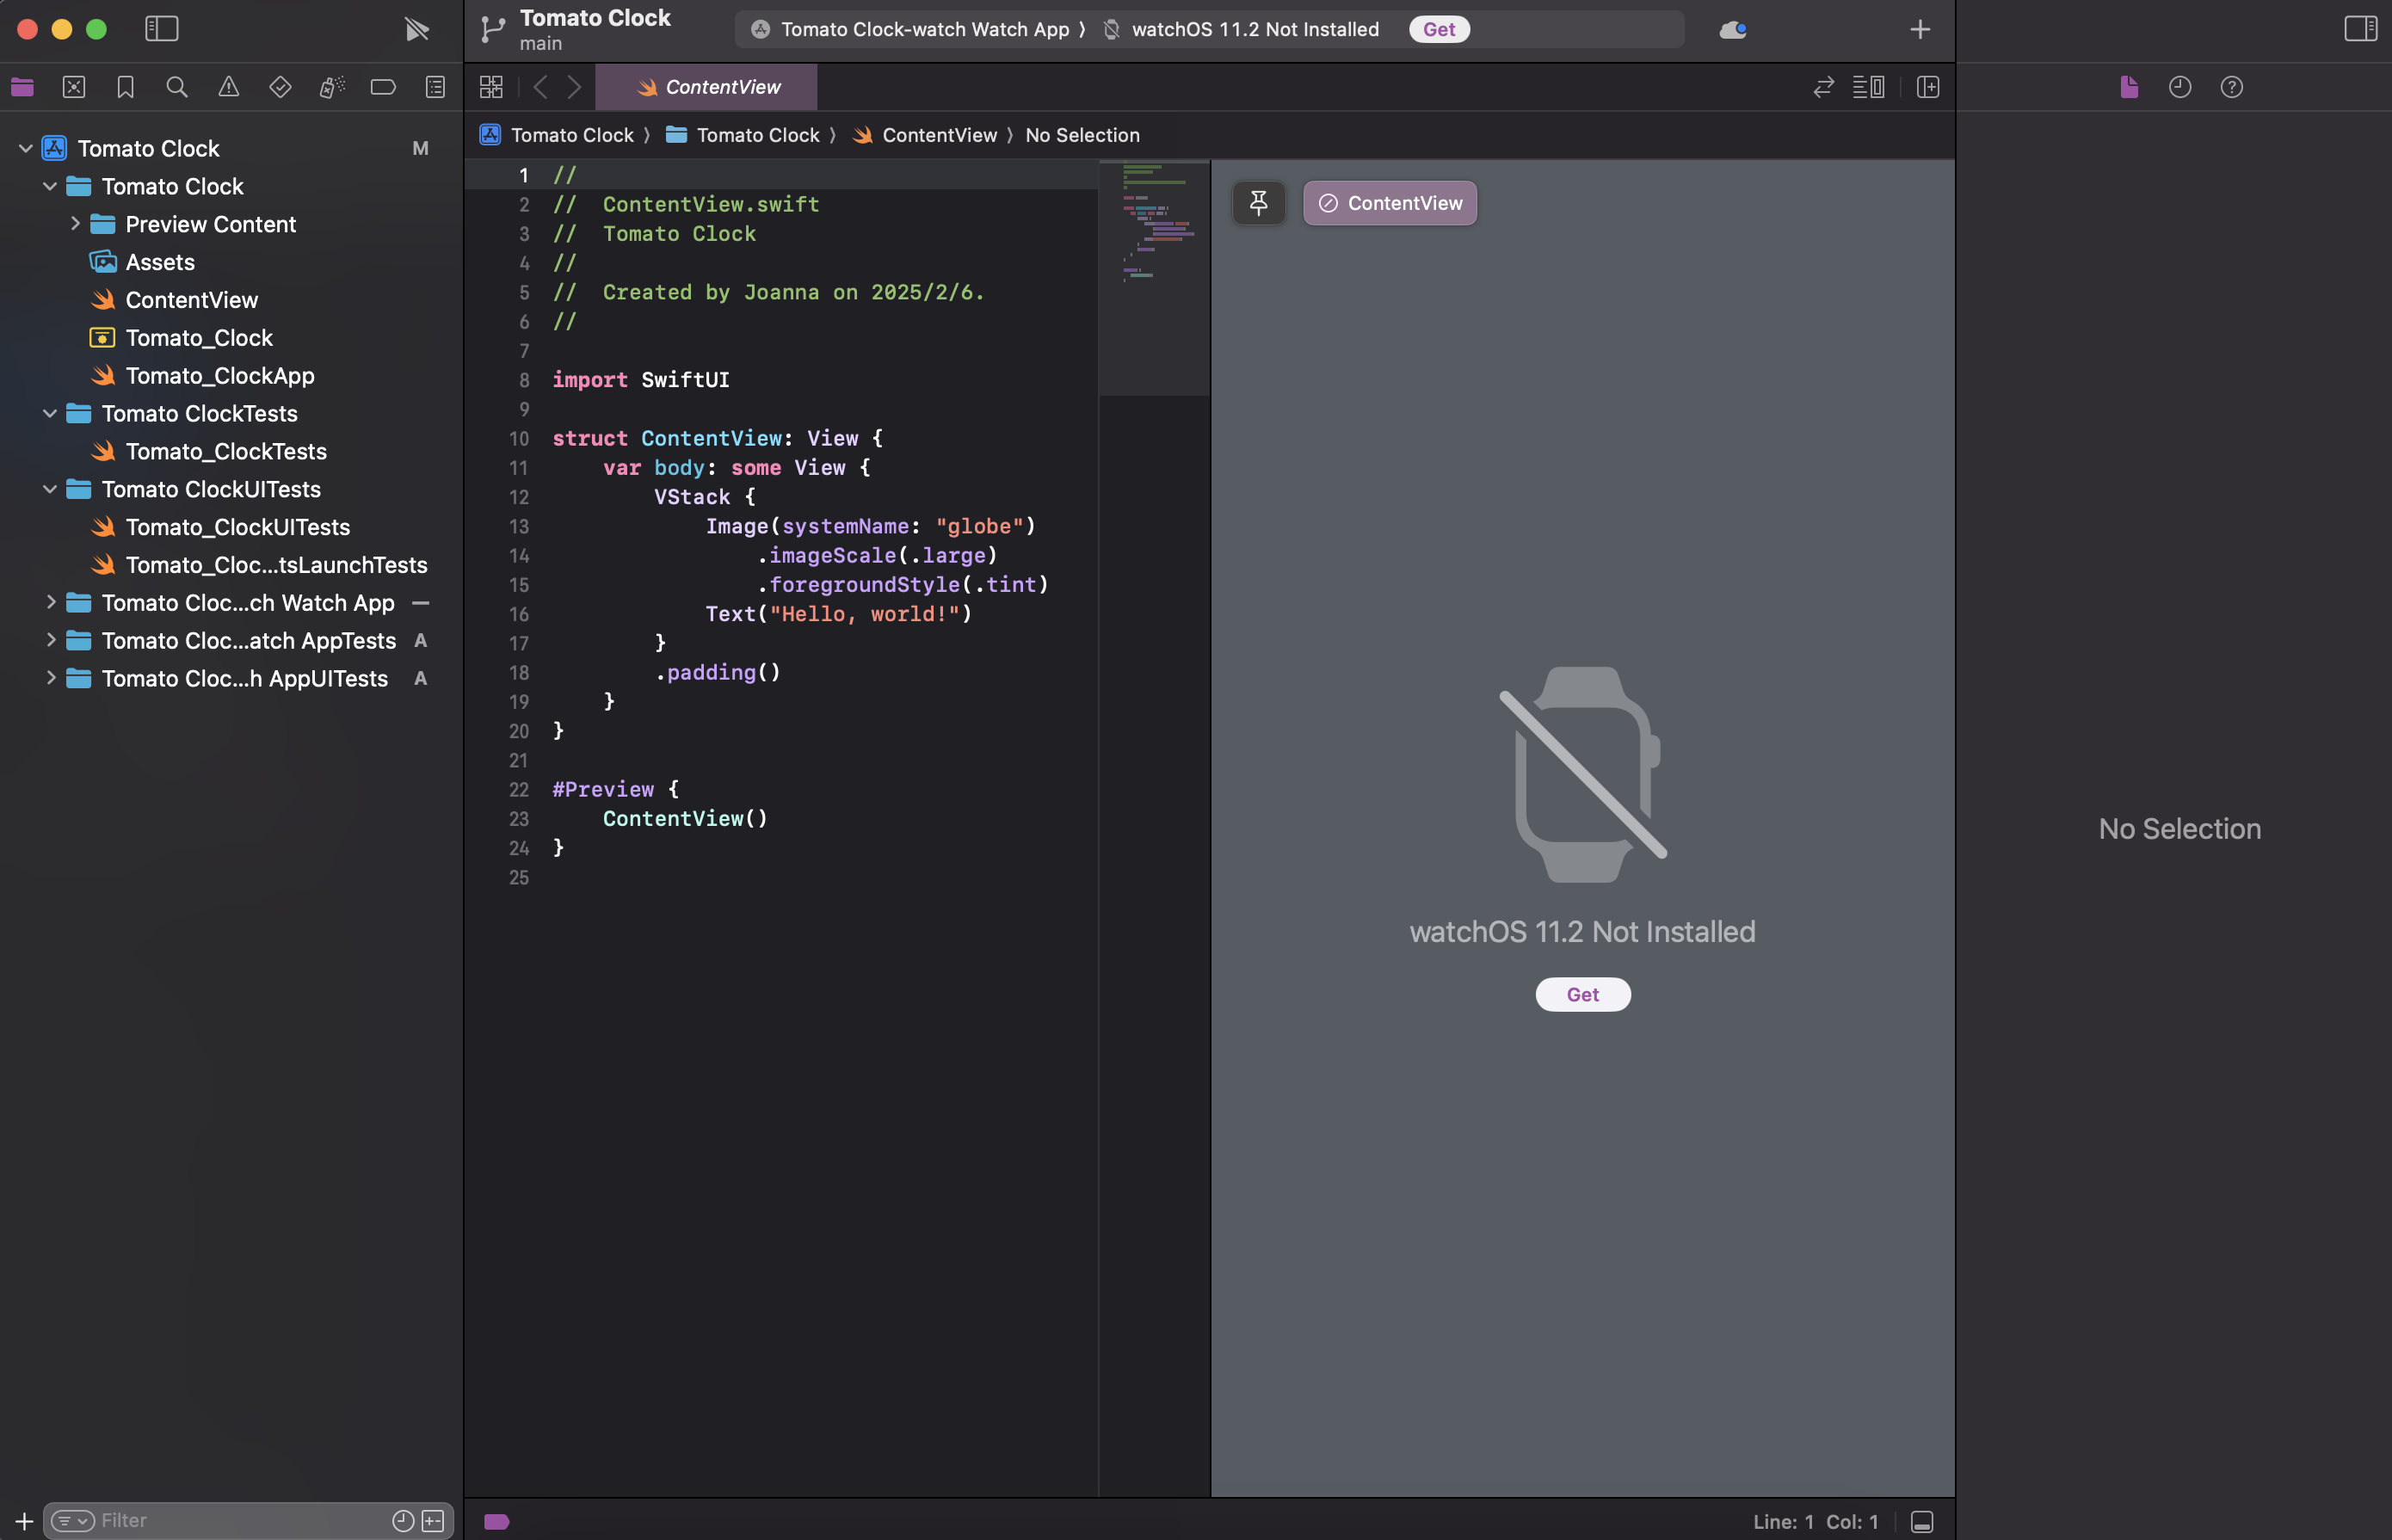 Tomato Clock
main
Tomato Clock-watch Watch App ⟩ watchOS 11.2 Not Installed Get
ContentView
Tomato Clock ⟩ Tomato Clock ⟩ ContentView ⟩ No Selection
Tomato Clock M
Tomato Clock
Preview Content
Assets
ContentView
Tomato_Clock
Tomato_ClockApp
Tomato ClockTests
Tomato_ClockTests
Tomato ClockUITests
Tomato_ClockUITests
Tomato_Cloc...tsLaunchTests
Tomato Cloc...ch Watch App —
Tomato Cloc...atch AppTests A
Tomato Cloc...h AppUITests A
Filter
1 //
2 //  ContentView.swift
3 //  Tomato Clock
4 //
5 //  Created by Joanna on 2025/2/6.
6 //
7
8 import SwiftUI
9
10 struct ContentView: View {
11     var body: some View {
12         VStack {
13             Image(systemName: "globe")
14                 .imageScale(.large)
15                 .foregroundStyle(.tint)
16             Text("Hello, world!")
17         }
18         .padding()
19     }
20 }
21
22 #Preview {
23     ContentView()
24 }
25
ContentView
watchOS 11.2 Not Installed
Get
No Selection
Line: 1 Col: 1